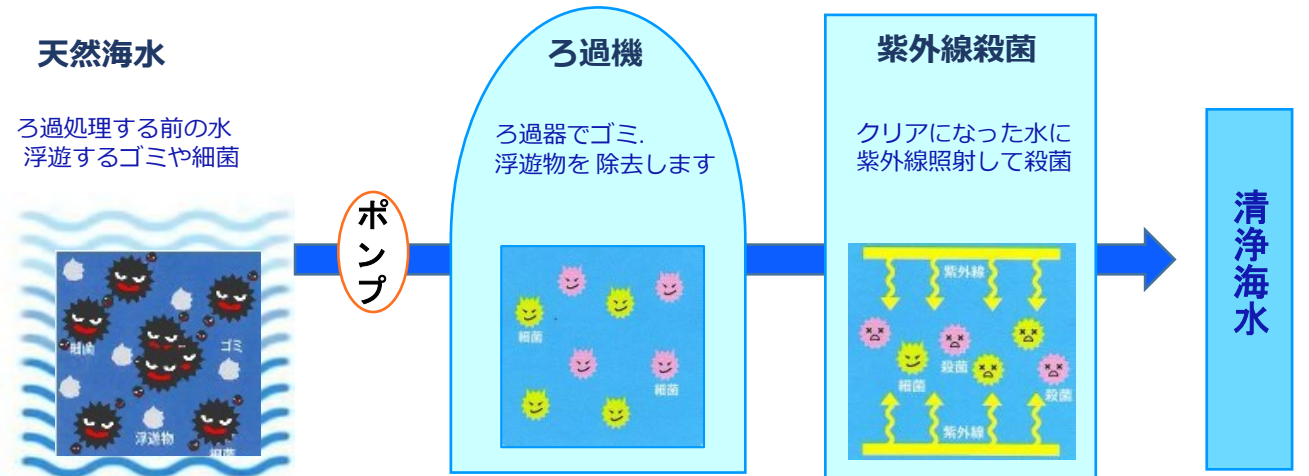 天然海水
ろ過処理する前の水
浮遊するゴミや細菌
細菌
ゴミ
浮遊物
細菌
ポンプ
ろ過機
ろ過器でゴミ.
浮遊物を 除去します
細菌
細菌
紫外線殺菌
クリアになった水に
紫外線照射して殺菌
紫外線
殺菌
細菌
殺菌
紫外線
清浄海水